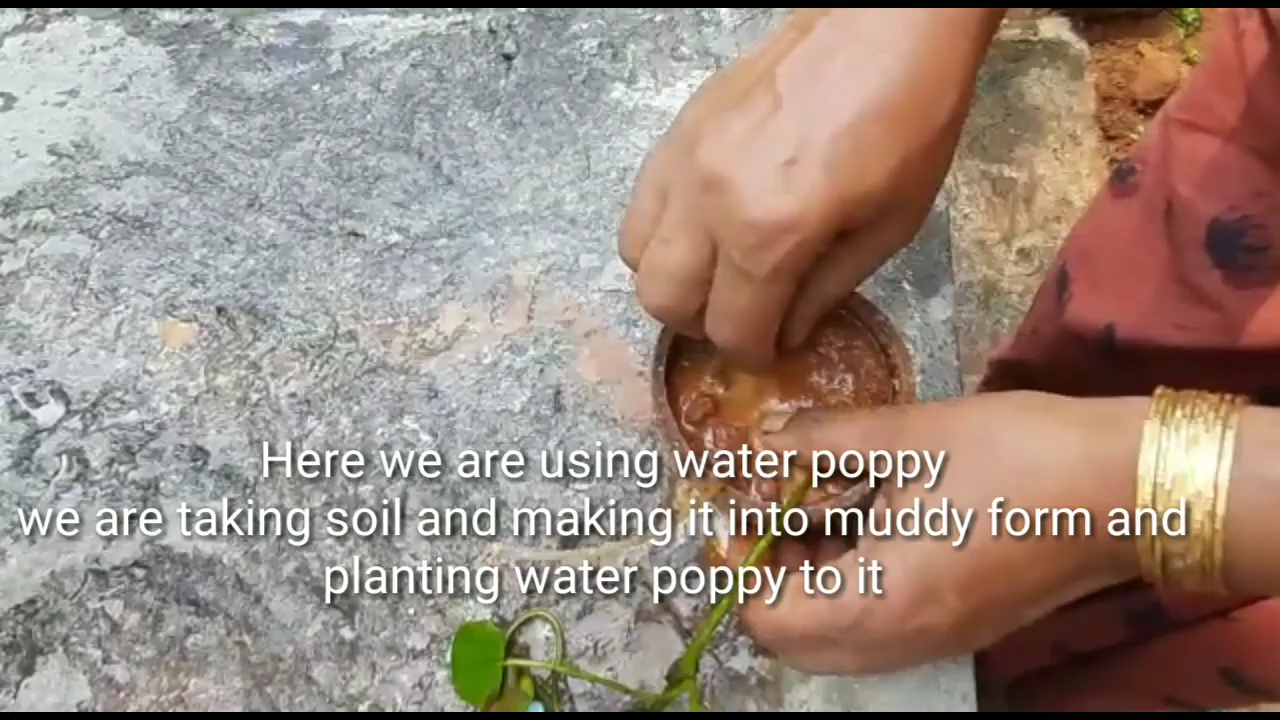 Here we are using water poppy
we are taking soil and making it into muddy form and
planting water poppy to it